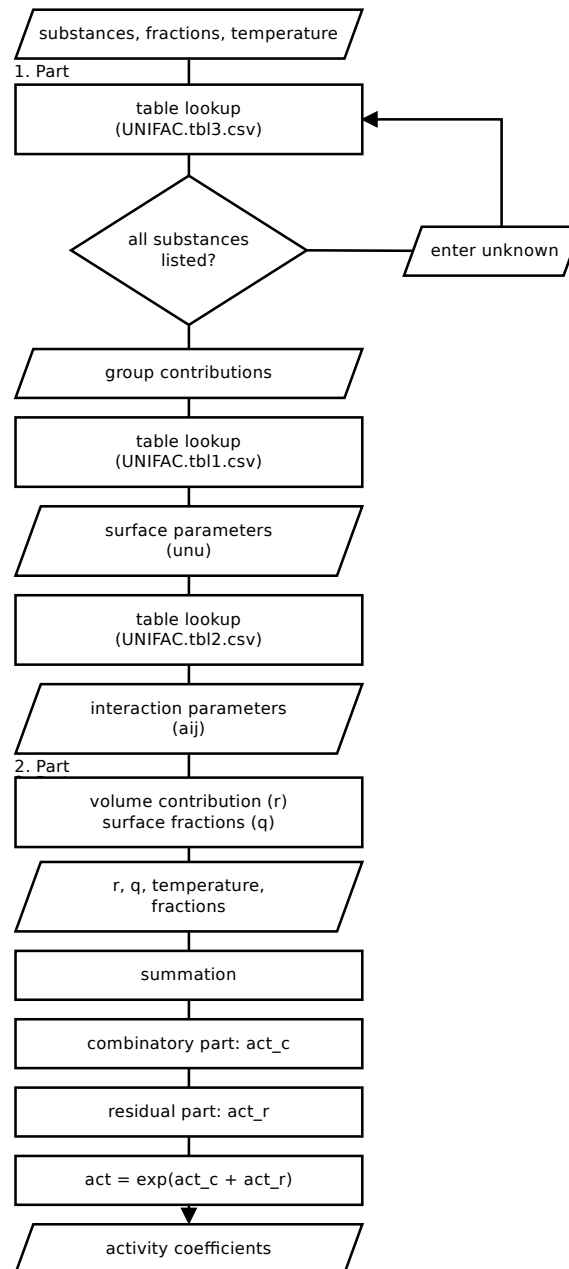 substances, fractions, temperature
1. Part
table lookup
(UNIFAC.tbl3.csv)
all substances
listed?
enter unknown
group contributions
table lookup
(UNIFAC.tbl1.csv)
surface parameters
(unu)
table lookup
(UNIFAC.tbl2.csv)
interaction parameters
(aij)
2. Part
volume contribution (r)
surface fractions (q)
r, q, temperature,
fractions
summation
combinatory part: act_c
residual part: act_r
act = exp(act_c + act_r)
activity coefficients